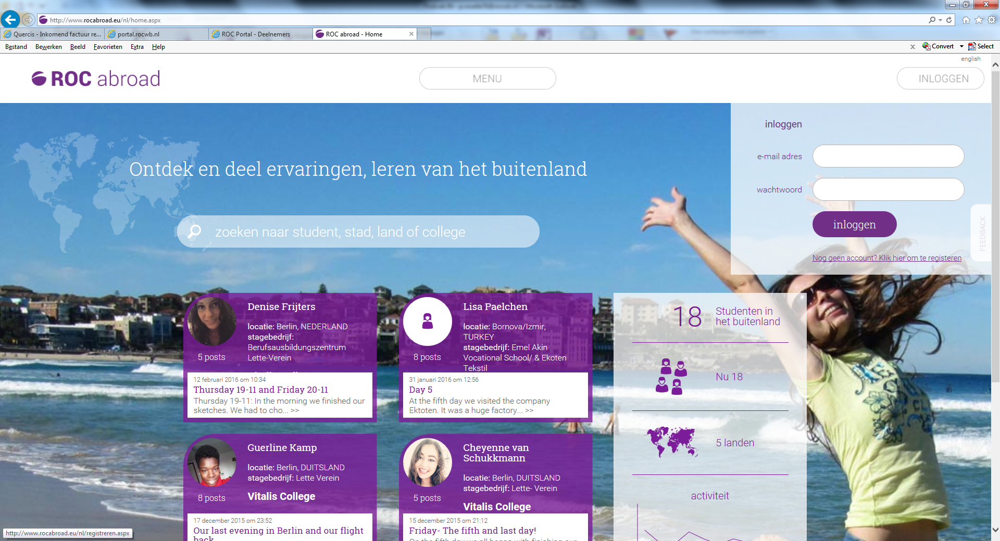 http://www.rocabroad.eu/nl/home.aspx
Quercis - Inkomend factuur re...
portal.rocwb.nl
ROC Portal - Deelnemers
ROC abroad - Home
Bestand Bewerken Beeld Favorieten Extra Help
Convert Select
english
ROC abroad
MENU
INLOGGEN
inloggen
e-mail adres
wachtwoord
inloggen
Nog geen account? Klik hier om te registeren
FEEDBACK
Ontdek en deel ervaringen, leren van het buitenland
zoeken naar student, stad, land of college
Denise Frijters
locatie: Berlin, NEDERLAND
stagebedrijf:
Berufsausbildungszentrum
Lette-Verein
5 posts
12 februari 2016 om 10:34
Thursday 19-11 and Friday 20-11
Thursday 19-11: In the morning we finished our
sketches. We had to cho... >>
Lisa Paelchen
locatie: Bornova/Izmir,
TURKEY
stagebedrijf: Emel Akin
Vocational School/ & Ekoten
Tekstil
8 posts
31 januari 2016 om 12:56
Day 5
At the fifth day we visited the company
Ektoten. It was a huge factory... >>
18 Studenten in
het buitenland
Nu 18
5 landen
activiteit
Guerline Kamp
locatie: Berlin, DUITSLAND
stagebedrijf: Lette Verein
Vitalis College
8 posts
17 december 2015 om 23:52
Our last evening in Berlin and our flight
back
Cheyenne van
Schukkmann
locatie: Berlin, DUITSLAND
stagebedrijf: Lette- Verein
Vitalis College
5 posts
15 december 2015 om 21:12
Friday- The fifth and last day!
On the fifth day we all began with finishing our
http://www.rocabroad.eu/nl/registreren.aspx